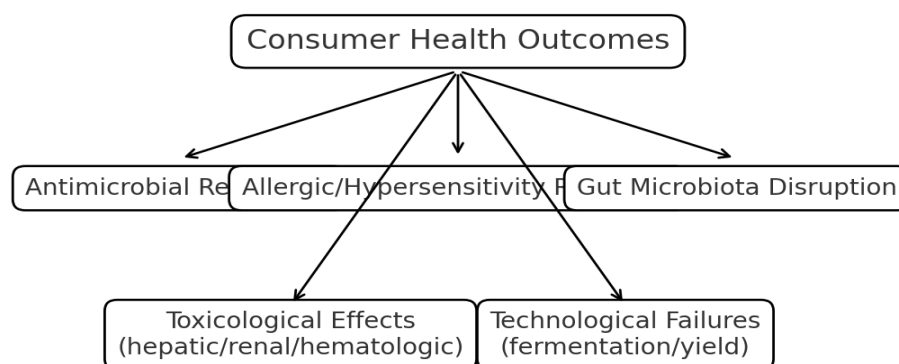 Consumer Health Outcomes
Antimicrobial Re
Allergic/Hypersensitivity
Gut Microbiota Disruption
Toxicological Effects
(hepatic/renal/hematologic)
Technological Failures
(fermentation/yield)